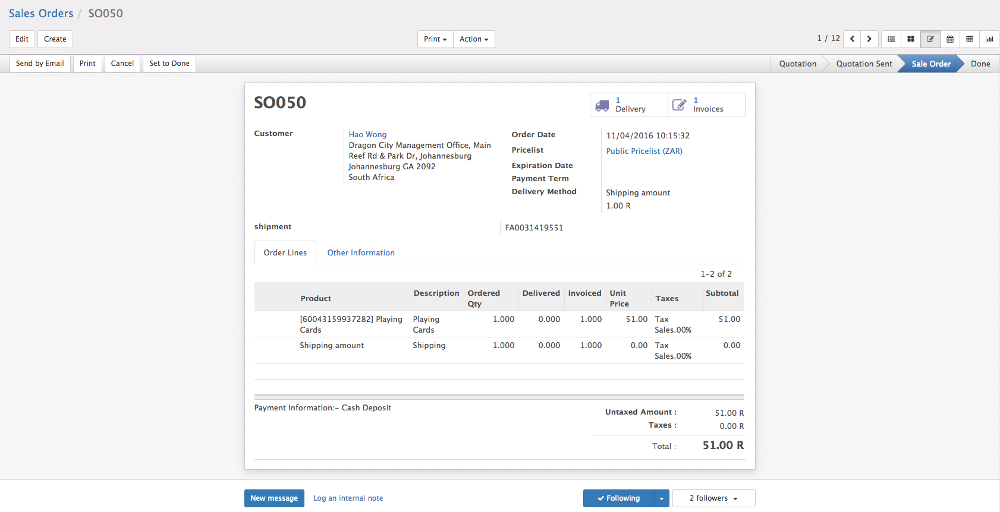 Sales Orders / SO050
Edit Create Print Action 1 / 12
Send by Email Print Cancel Set to Done Quotation Quotation Sent Sale Order Done
SO050
1 Delivery
1 Invoices
Customer
Hao Wong
Dragon City Management Office, Main
Reef Rd & Park Dr, Johannesburg
Johannesburg GA 2092
South Africa
Order Date 11/04/2016 10:15:32
Pricelist Public Pricelist (ZAR)
Expiration Date
Payment Term
Delivery Method Shipping amount
1.00 R
shipment FA0031419551
Order Lines Other Information
1-2 of 2
Product Description Ordered Qty Delivered Invoiced Unit Price Taxes Subtotal
[60043159937282] Playing Cards Playing Cards 1.000 0.000 1.000 51.00 Tax Sales.00% 51.00
Shipping amount Shipping 1.000 0.000 1.000 0.00 Tax Sales.00% 0.00
Payment Information:- Cash Deposit
Untaxed Amount : 51.00 R
Taxes : 0.00 R
Total : 51.00 R
New message Log an internal note Following 2 followers